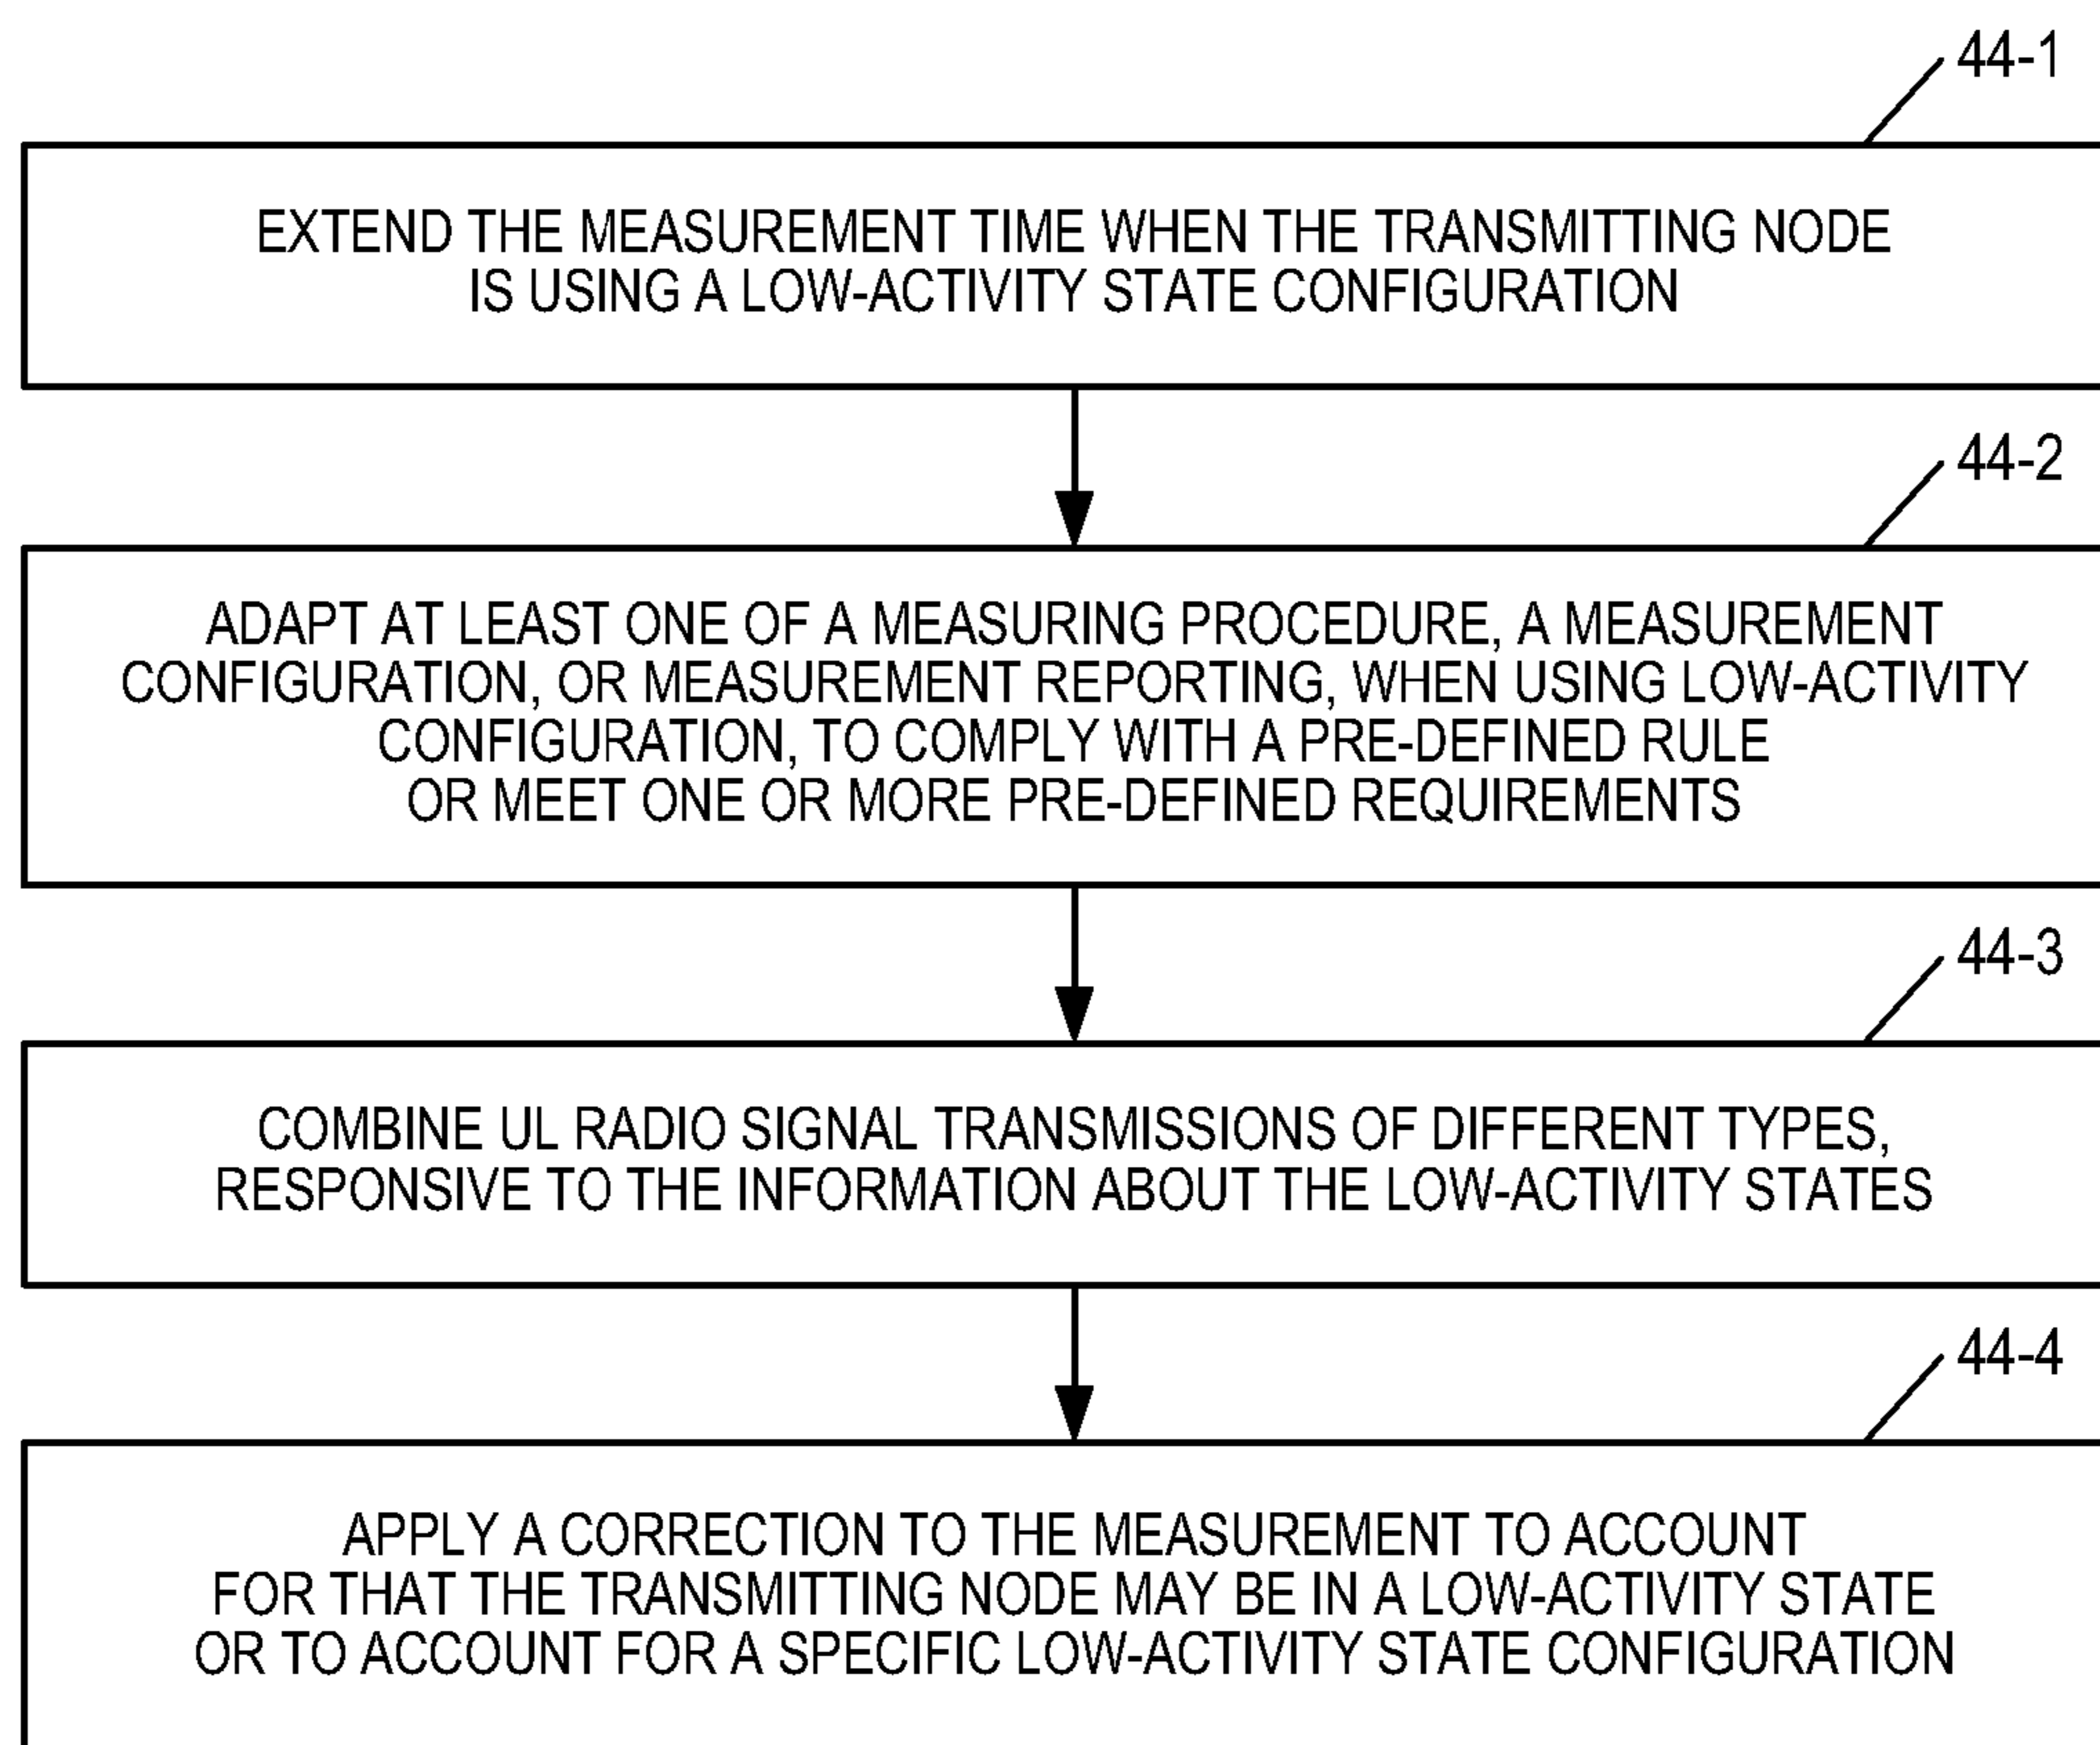 44-1
EXTEND THE MEASUREMENT TIME WHEN THE TRANSMITTING NODE
IS USING A LOW-ACTIVITY STATE CONFIGURATION
44-2
ADAPT AT LEAST ONE OF A MEASURING PROCEDURE, A MEASUREMENT
CONFIGURATION, OR MEASUREMENT REPORTING, WHEN USING LOW-ACTIVITY
CONFIGURATION, TO COMPLY WITH A PRE-DEFINED RULE
OR MEET ONE OR MORE PRE-DEFINED REQUIREMENTS
44-3
COMBINE UL RADIO SIGNAL TRANSMISSIONS OF DIFFERENT TYPES,
RESPONSIVE TO THE INFORMATION ABOUT THE LOW-ACTIVITY STATES
44-4
APPLY A CORRECTION TO THE MEASUREMENT TO ACCOUNT
FOR THAT THE TRANSMITTING NODE MAY BE IN A LOW-ACTIVITY STATE
OR TO ACCOUNT FOR A SPECIFIC LOW-ACTIVITY STATE CONFIGURATION